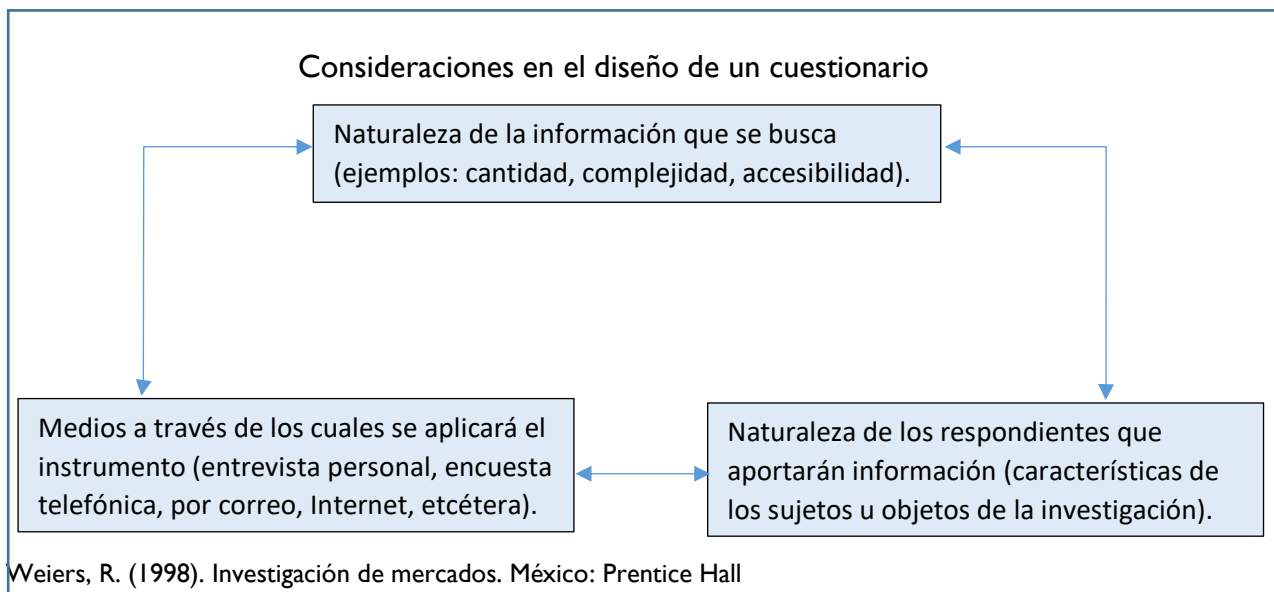 Consideraciones en el diseño de un cuestionario
Naturaleza de la información que se busca
(ejemplos: cantidad, complejidad, accesibilidad).
Medios a través de los cuales se aplicará el
instrumento (entrevista personal, encuesta
telefónica, por correo, Internet, etcétera).
Naturaleza de los respondientes que
aportarán información (características de
los sujetos u objetos de la investigación).
Weiers, R. (1998). Investigación de mercados. México: Prentice Hall